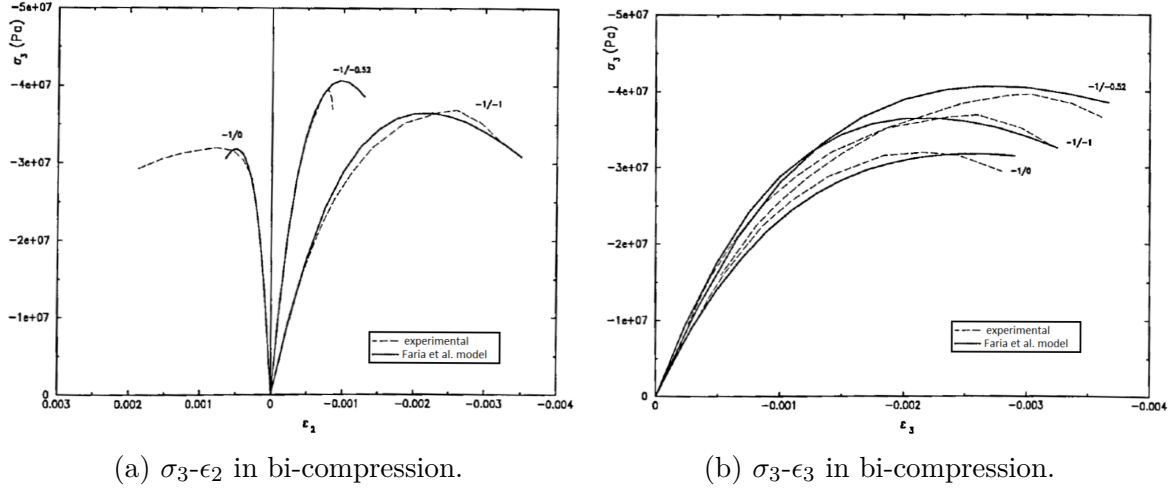 -5e+07
σ₃ (Pa)
-4e+07
-3e+07
-2e+07
-1e+07
0
0.003
0.002
0.001
0
-0.001
-0.002
-0.003
-0.004
ε₂
-1/0
-1/-0.52
-1/-1
experimental
Faria et al. model
(a) σ₃-ϵ₂ in bi-compression.
-5e+07
σ₃ (Pa)
-4e+07
-3e+07
-2e+07
-1e+07
0
0
-0.001
-0.002
-0.003
-0.004
ε₃
-1/-0.52
-1/-1
-1/0
experimental
Faria et al. model
(b) σ₃-ϵ₃ in bi-compression.